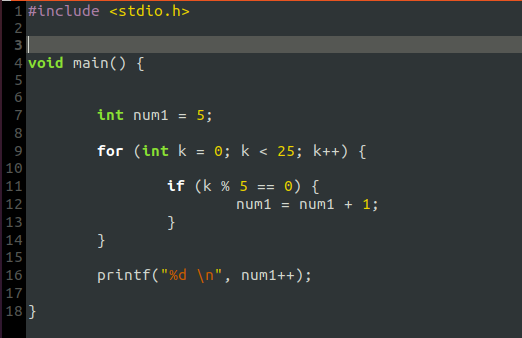 1 #include <stdio.h>
2
3
4 void main() {
5
6
7 int num1 = 5;
8
9 for (int k = 0; k < 25; k++) {
10
11 if (k % 5 == 0) {
12 num1 = num1 + 1;
13 }
14 }
15
16 printf("%d \n", num1++);
17
18 }